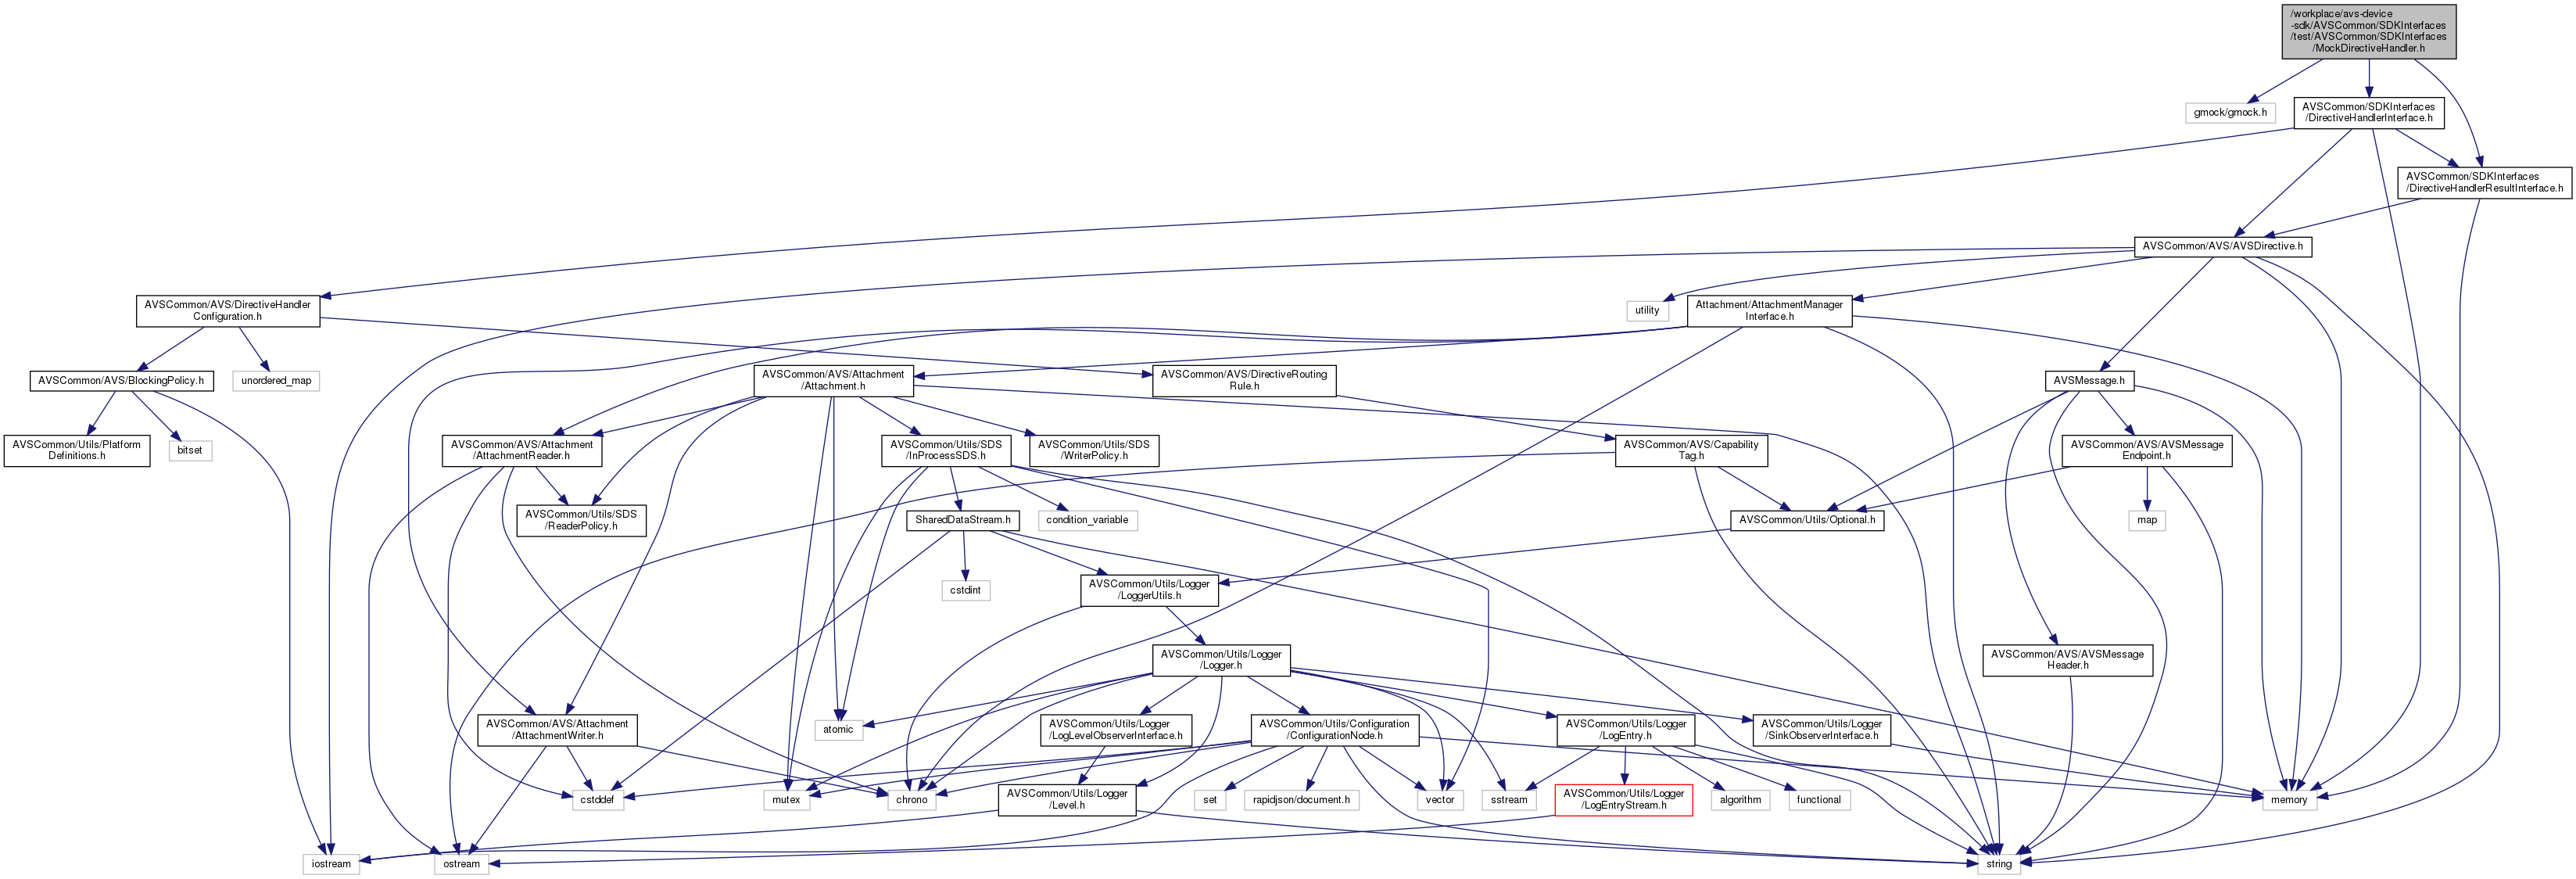 /workplace/avs-device
-sdk/AVSCommon/SDKInterfaces
/test/AVSCommon/SDKInterfaces
/MockDirectiveHandler.h
gmock/gmock.h
AVSCommon/SDKInterfaces
/DirectiveHandlerInterface.h
AVSCommon/SDKInterfaces
/DirectiveHandlerResultInterface.h
AVSCommon/AVS/AVSDirective.h
AVSCommon/AVS/DirectiveHandler
Configuration.h
utility
Attachment/AttachmentManager
Interface.h
AVSCommon/AVS/BlockingPolicy.h
unordered_map
AVSCommon/AVS/Attachment
/Attachment.h
AVSCommon/AVS/DirectiveRouting
Rule.h
AVSMessage.h
AVSCommon/Utils/Platform
Definitions.h
bitset
AVSCommon/AVS/Attachment
/AttachmentReader.h
AVSCommon/Utils/SDS
/InProcessSDS.h
AVSCommon/Utils/SDS
/WriterPolicy.h
AVSCommon/AVS/Capability
Tag.h
AVSCommon/AVS/AVSMessage
Endpoint.h
AVSCommon/Utils/SDS
/ReaderPolicy.h
SharedDataStream.h
condition_variable
AVSCommon/Utils/Optional.h
map
cstdint
AVSCommon/Utils/Logger
/LoggerUtils.h
AVSCommon/Utils/Logger
/Logger.h
AVSCommon/AVS/AVSMessage
Header.h
AVSCommon/AVS/Attachment
/AttachmentWriter.h
atomic
AVSCommon/Utils/Logger
/LogLevelObserverInterface.h
AVSCommon/Utils/Configuration
/ConfigurationNode.h
AVSCommon/Utils/Logger
/LogEntry.h
AVSCommon/Utils/Logger
/SinkObserverInterface.h
cstddef
mutex
chrono
AVSCommon/Utils/Logger
/Level.h
set
rapidjson/document.h
vector
sstream
AVSCommon/Utils/Logger
/LogEntryStream.h
algorithm
functional
memory
iostream
ostream
string